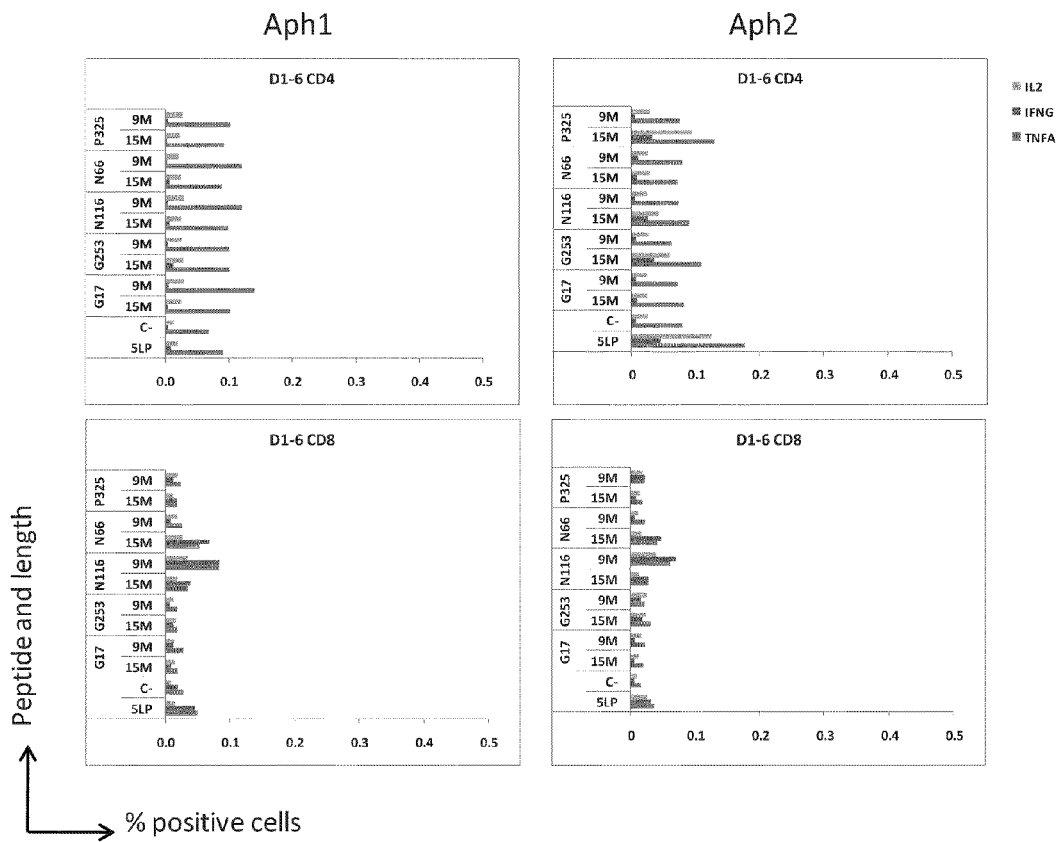 Aph1
Aph2
D1-6 CD4
P325
9M
15M
N66
9M
15M
N116
9M
15M
G253
9M
15M
G17
9M
15M
C-
5LP
0.0 0.1 0.2 0.3 0.4 0.5
D1-6 CD4
P325
9M
15M
N66
9M
15M
N116
9M
15M
G253
9M
15M
G17
9M
15M
C-
5LP
0 0.1 0.2 0.3 0.4 0.5
IL2
IFNG
TNFA
D1-6 CD8
P325
9M
15M
N66
9M
15M
N116
9M
15M
G253
9M
15M
G17
9M
15M
C-
5LP
0.0 0.1 0.2 0.3 0.4 0.5
D1-6 CD8
P325
9M
15M
N66
9M
15M
N116
9M
15M
G253
9M
15M
G17
9M
15M
C-
5LP
0 0.1 0.2 0.3 0.4 0.5
Peptide and length
% positive cells